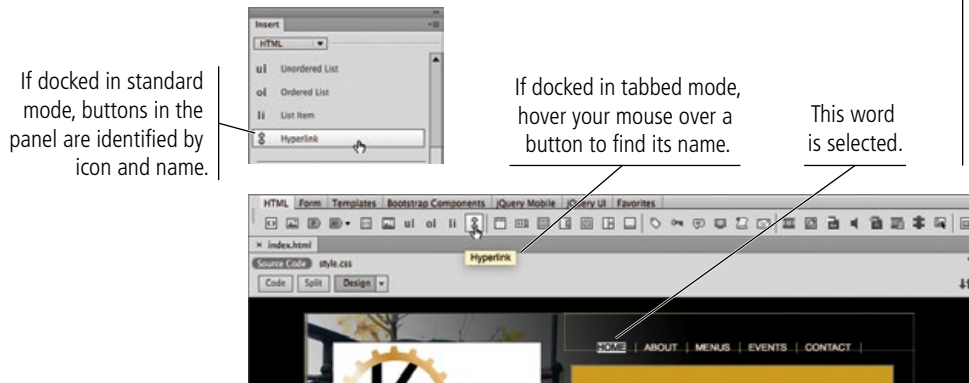 Insert
HTML
ul Unordered List
ol Ordered List
li List Item
Hyperlink
If docked in standard
mode, buttons in the
panel are identified by
icon and name.
If docked in tabbed mode,
hover your mouse over a
button to find its name.
This word
is selected.
HTML Form Templates Bootstrap Components jQuery Mobile jQuery UI Favorites
ul ol li
× index.html
Hyperlink
Source Code style.css
Code Split Design
HOME | ABOUT | MENUS | EVENTS | CONTACT |